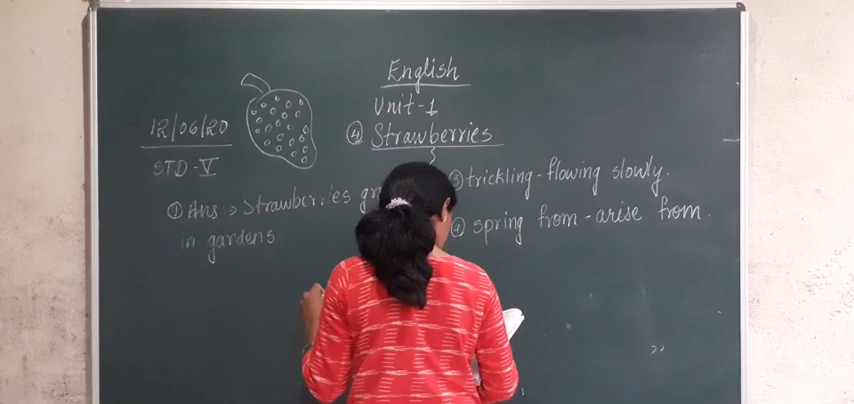 English
Unit-1
④ Strawberries
12/06/20
STD-V
① Ans :> Strawberries
in gardens
③ trickling-flowing slowly.
④ spring from-arise from.